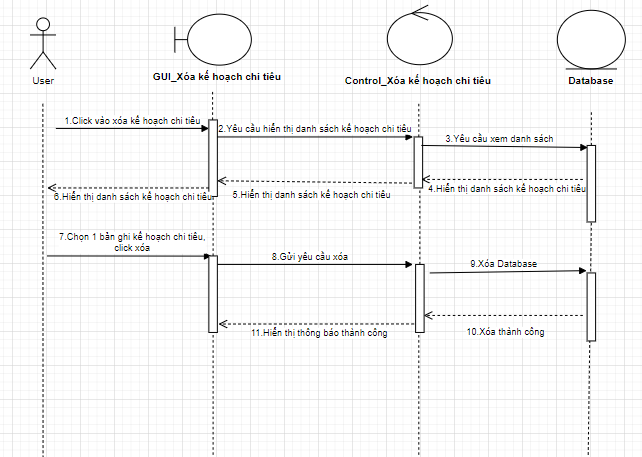 User
GUI_Xóa kế hoạch chi tiêu
Control_Xóa kế hoạch chi tiêu
Database
1.Click vào xóa kế hoạch chi tiêu
2.Yêu cầu hiển thị danh sách kế hoạch chi tiêu
3.Yêu cầu xem danh sách
4.Hiển thị danh sách kế hoạch chi tiêu
5.Hiển thị danh sách kế hoạch chi tiêu
6.Hiển thị danh sách kế hoạch chi tiêu
7.Chọn 1 bản ghi kế hoạch chi tiêu,
click xóa
8.Gửi yêu cầu xóa
9.Xóa Database
10.Xóa thành công
11.Hiển thị thông báo thành công